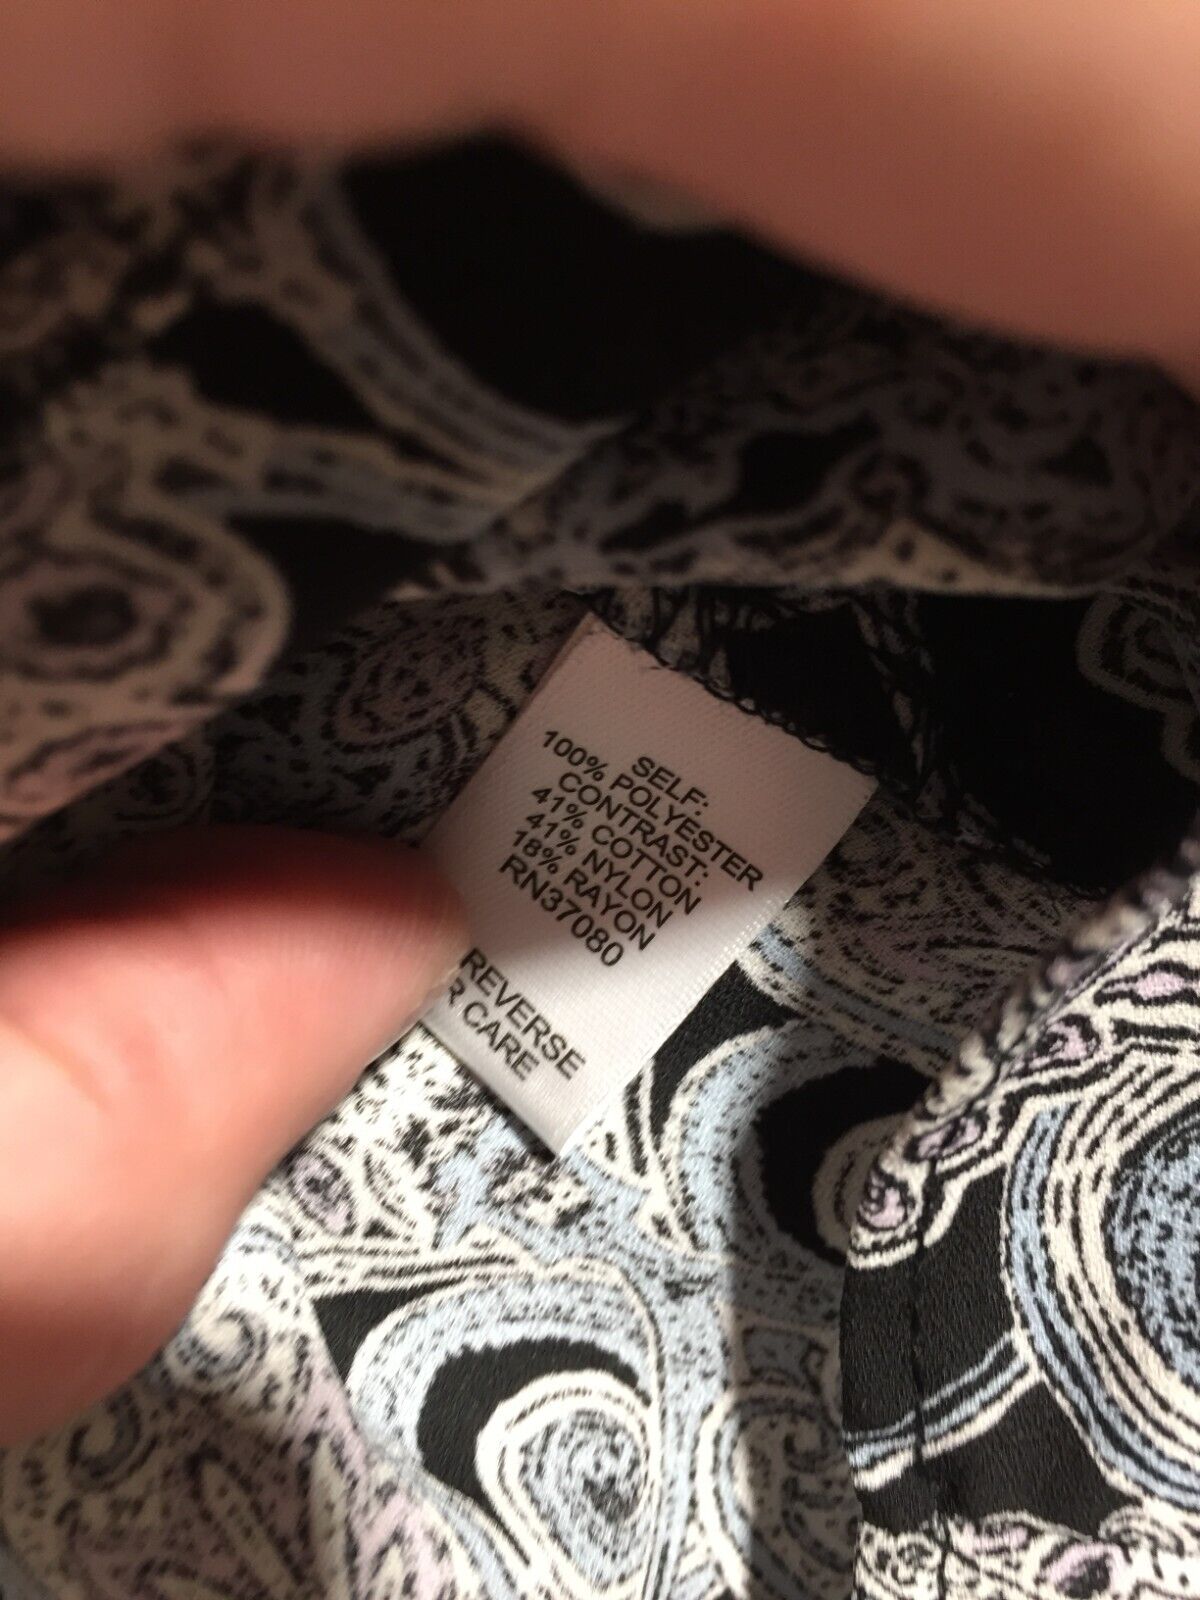 SELF:
100% POLYESTER
CONTRAST:
41% COTTON
41% NYLON
18% RAYON
RN37080
REVERSE
R CARE